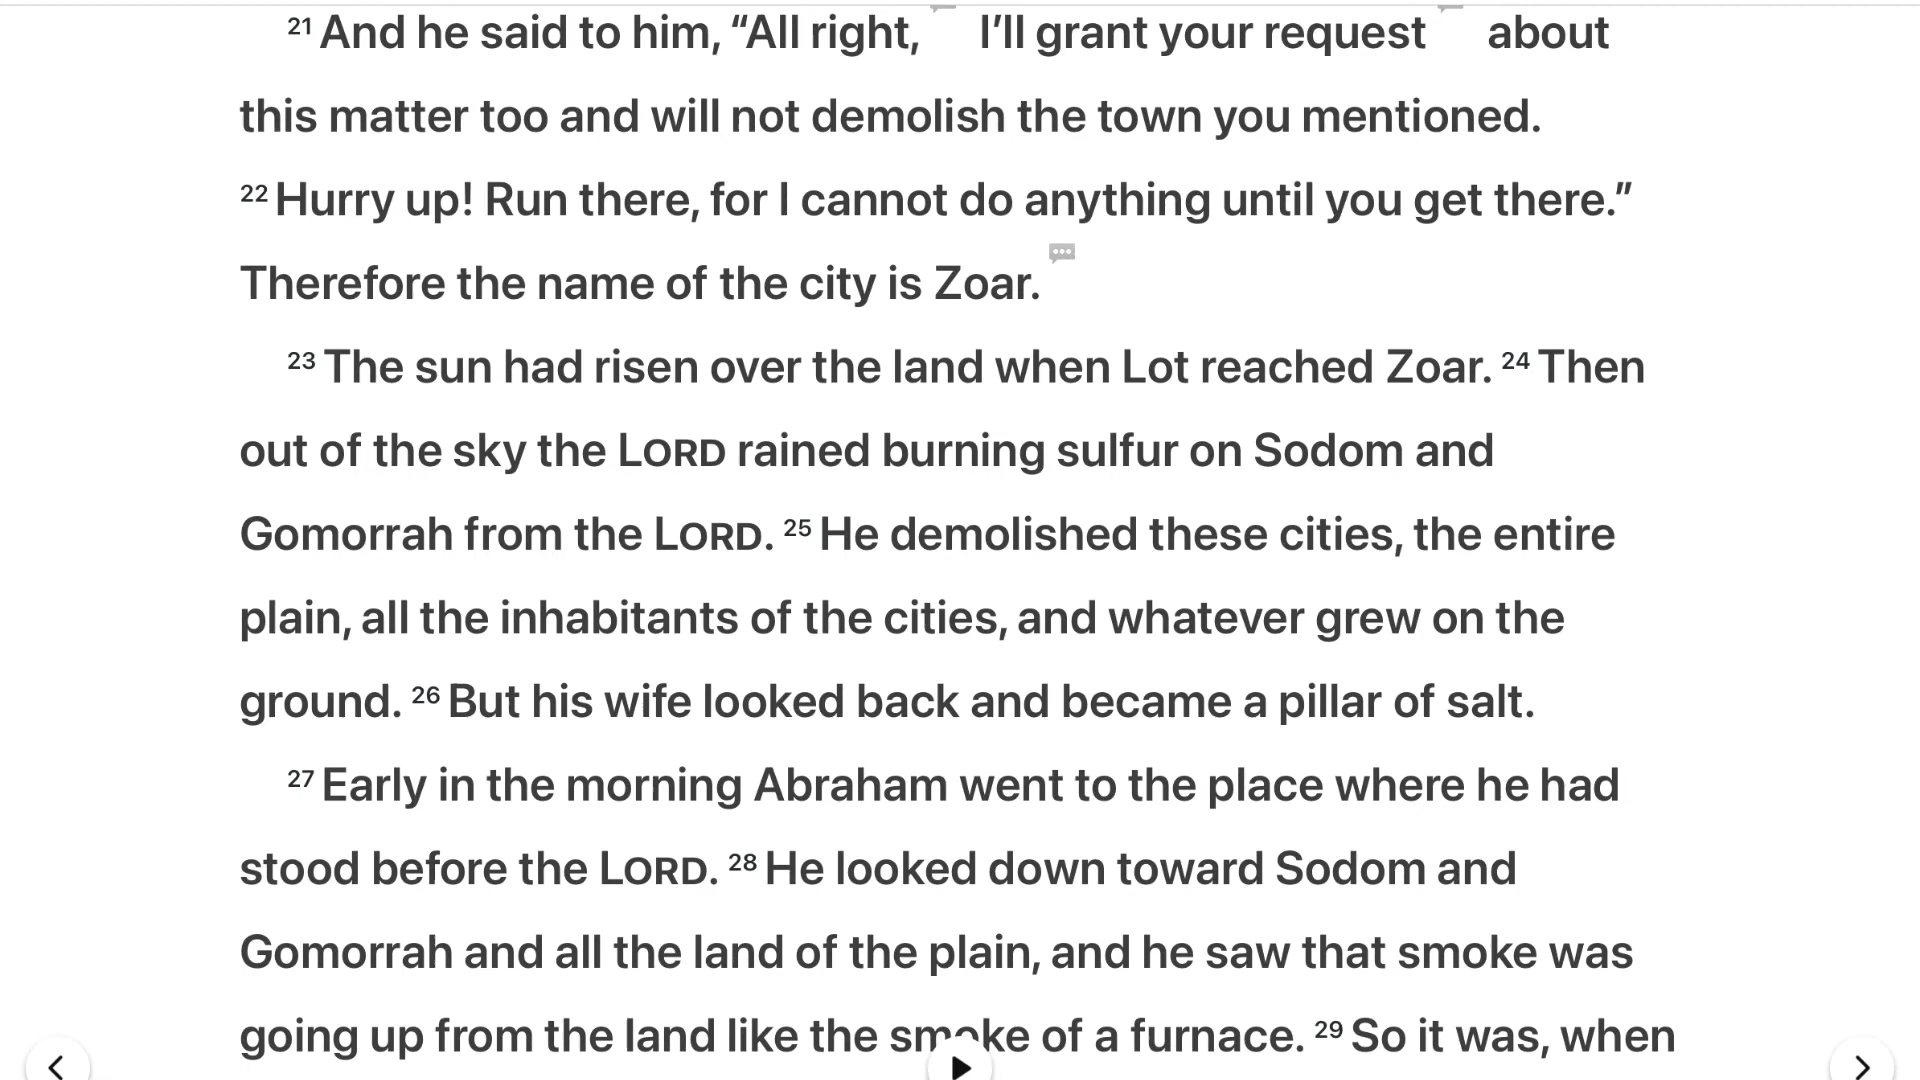 21 And he said to him, “All right, I’ll grant your request about
this matter too and will not demolish the town you mentioned.
22 Hurry up! Run there, for I cannot do anything until you get there.”
Therefore the name of the city is Zoar.
23 The sun had risen over the land when Lot reached Zoar. 24 Then
out of the sky the LORD rained burning sulfur on Sodom and
Gomorrah from the LORD. 25 He demolished these cities, the entire
plain, all the inhabitants of the cities, and whatever grew on the
ground. 26 But his wife looked back and became a pillar of salt.
27 Early in the morning Abraham went to the place where he had
stood before the LORD. 28 He looked down toward Sodom and
Gomorrah and all the land of the plain, and he saw that smoke was
going up from the land like the smoke of a furnace. 29 So it was, when